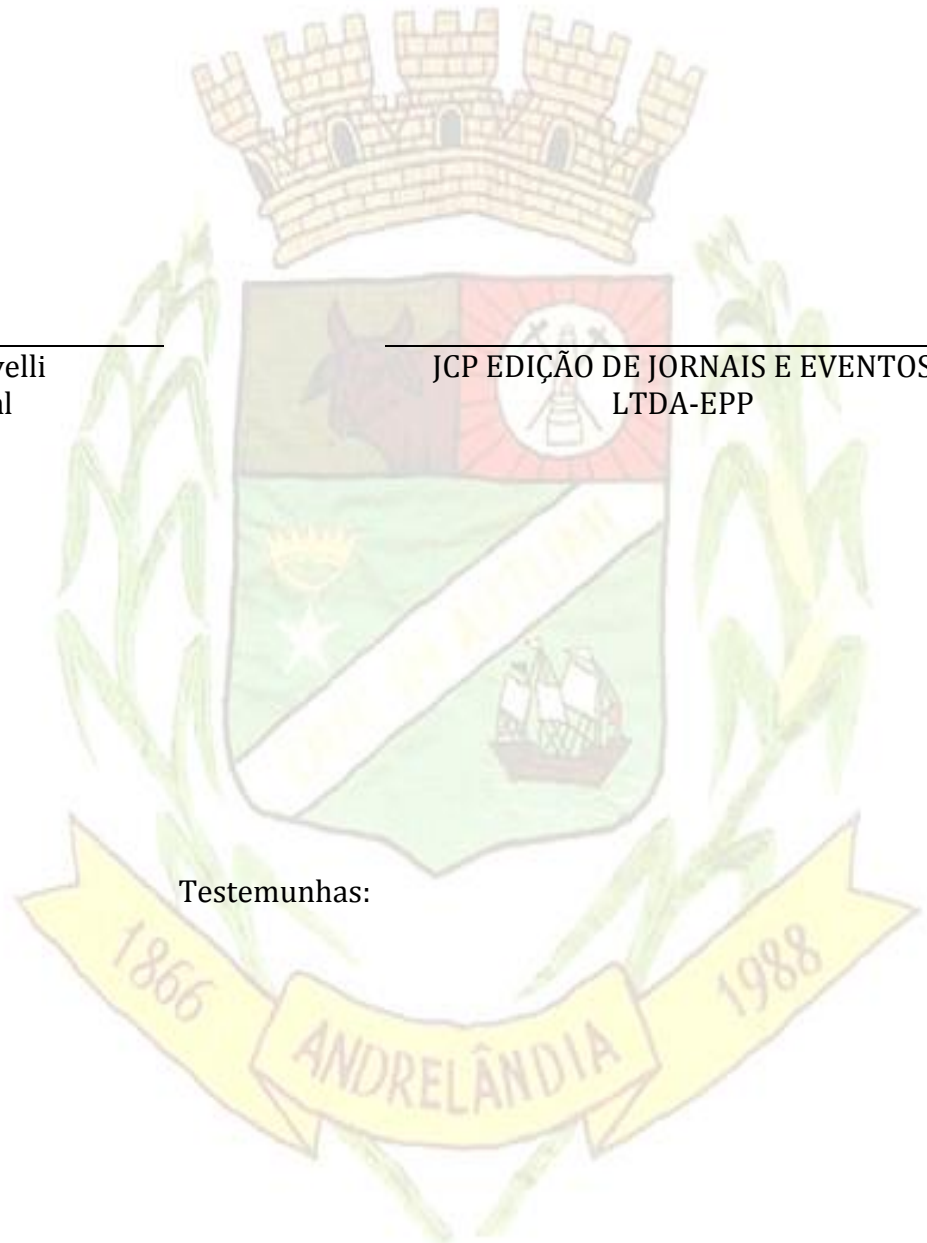 velli
al
JCP EDIÇÃO DE JORNAIS E EVENTOS
LTDA-EPP
Testemunhas:
1866
ANDRELÂNDIA
1988